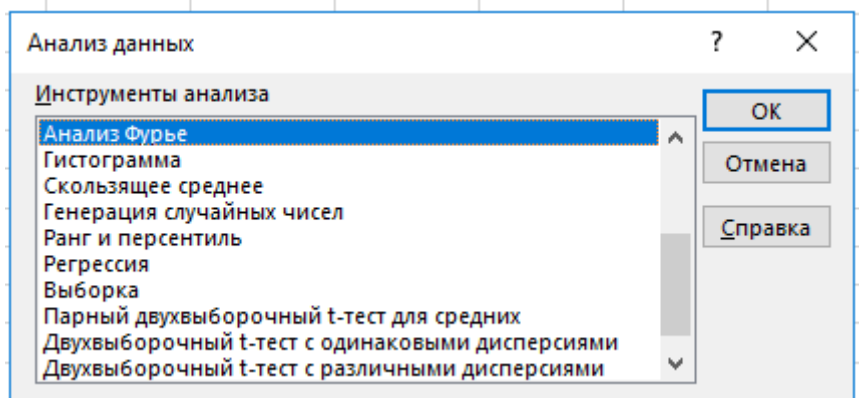 Анализ данных ?
Инструменты анализа
Анализ Фурье
Гистограмма
Скользящее среднее
Генерация случайных чисел
Ранг и персентиль
Регрессия
Выборка
Парный двухвыборочный t-тест для средних
Двухвыборочный t-тест с одинаковыми дисперсиями
Двухвыборочный t-тест с различными дисперсиями
ОК
Отмена
Справка